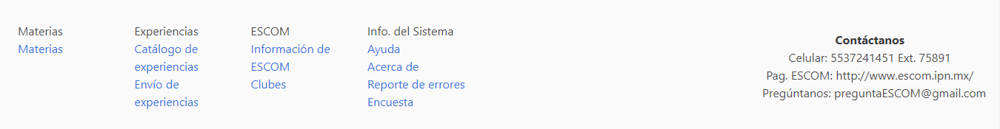 Materias
Materias
Experiencias
Catálogo de
experiencias
Envío de
experiencias
ESCOM
Información de
ESCOM
Clubes
Info. del Sistema
Ayuda
Acerca de
Reporte de errores
Encuesta
Contáctanos
Celular: 5537241451 Ext. 75891
Pag. ESCOM: http://www.escom.ipn.mx/
Pregúntanos: preguntaESCOM@gmail.com